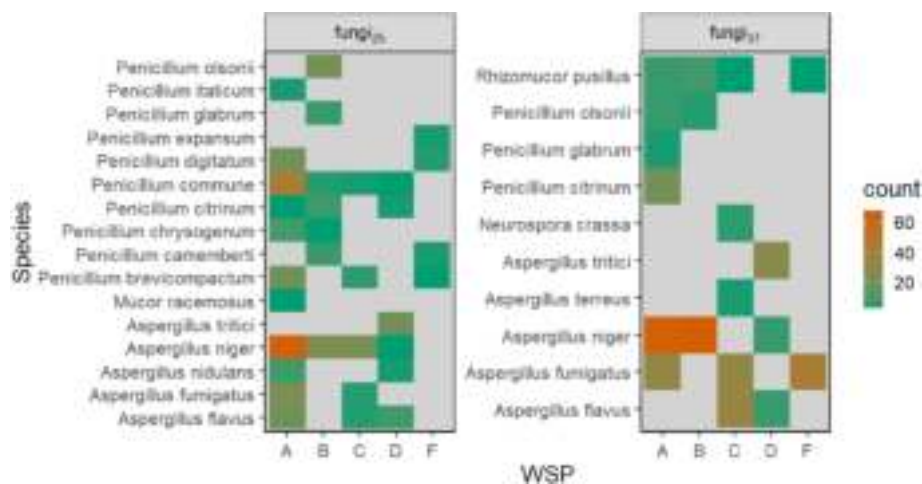 fungi25
Penicillium olsonii
Penicillium italicum
Penicillium glabrum
Penicillium expansum
Penicillium digitatum
Penicillium commune
Penicillium citrinum
Penicillium chrysogenum
Penicillium camemberti
Penicillium brevicompactum
Mucor racemosus
Aspergillus tritici
Aspergillus niger
Aspergillus nidulans
Aspergillus fumigatus
Aspergillus flavus
A B C D F
Species
fungi37
Rhizomucor pusillus
Penicillium olsonii
Penicillium glabrum
Penicillium citrinum
Neurospora crassa
Aspergillus tritici
Aspergillus terreus
Aspergillus niger
Aspergillus fumigatus
Aspergillus flavus
A B C D F
WSP
count
60
40
20